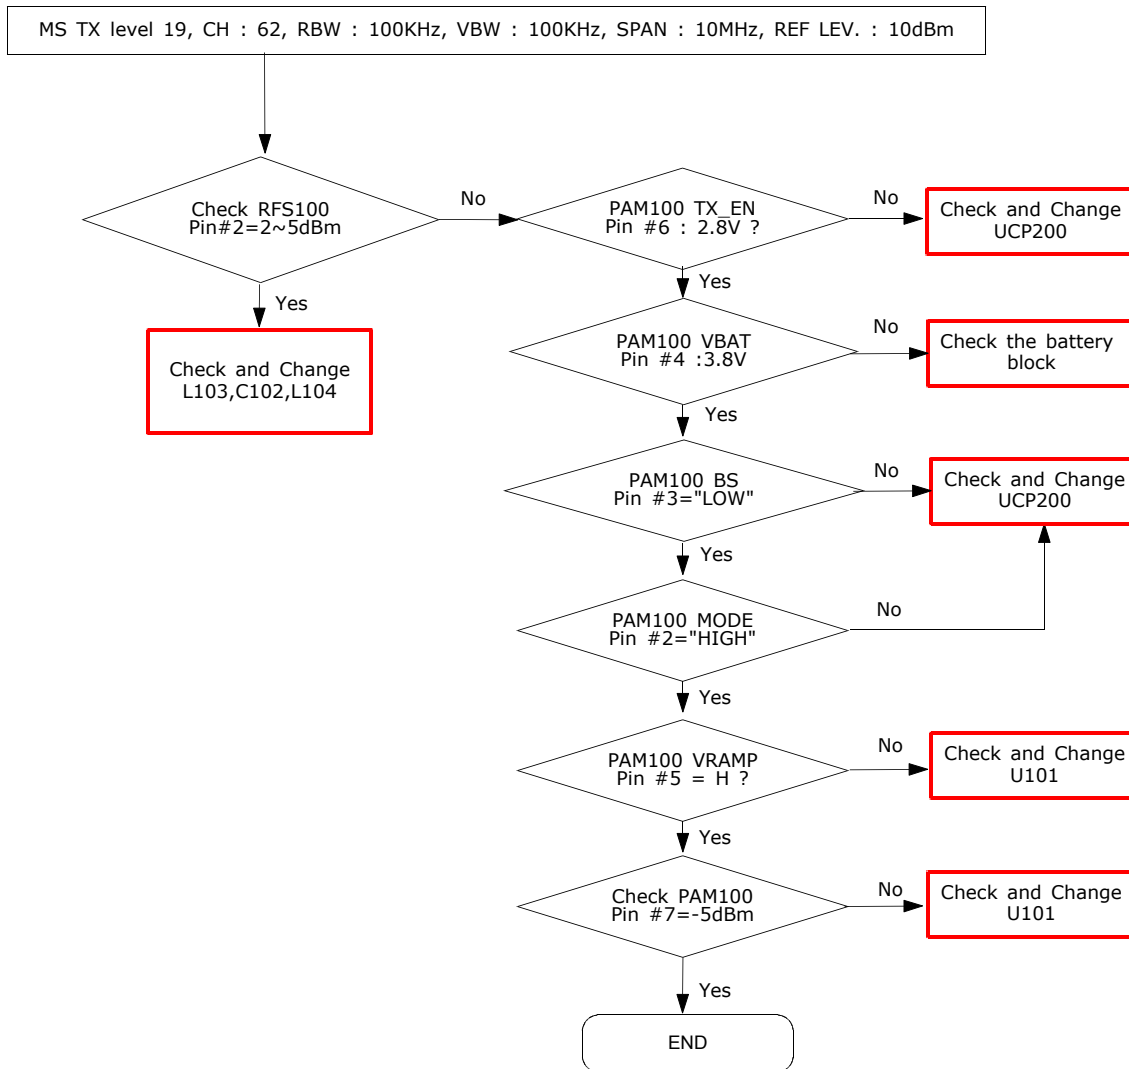 MS TX level 19, CH : 62, RBW : 100KHz, VBW : 100KHz, SPAN : 10MHz, REF LEV. : 10dBm
Check RFS100
Pin#2=2~5dBm
No
Yes
Check and Change
L103,C102,L104
PAM100 TX_EN
Pin #6 : 2.8V ?
No
Check and Change
UCP200
Yes
PAM100 VBAT
Pin #4 :3.8V
No
Check the battery
block
Yes
PAM100 BS
Pin #3="LOW"
No
Check and Change
UCP200
Yes
PAM100 MODE
Pin #2="HIGH"
No
Yes
PAM100 VRAMP
Pin #5 = H ?
No
Check and Change
U101
Yes
Check PAM100
Pin #7=-5dBm
No
Check and Change
U101
Yes
END